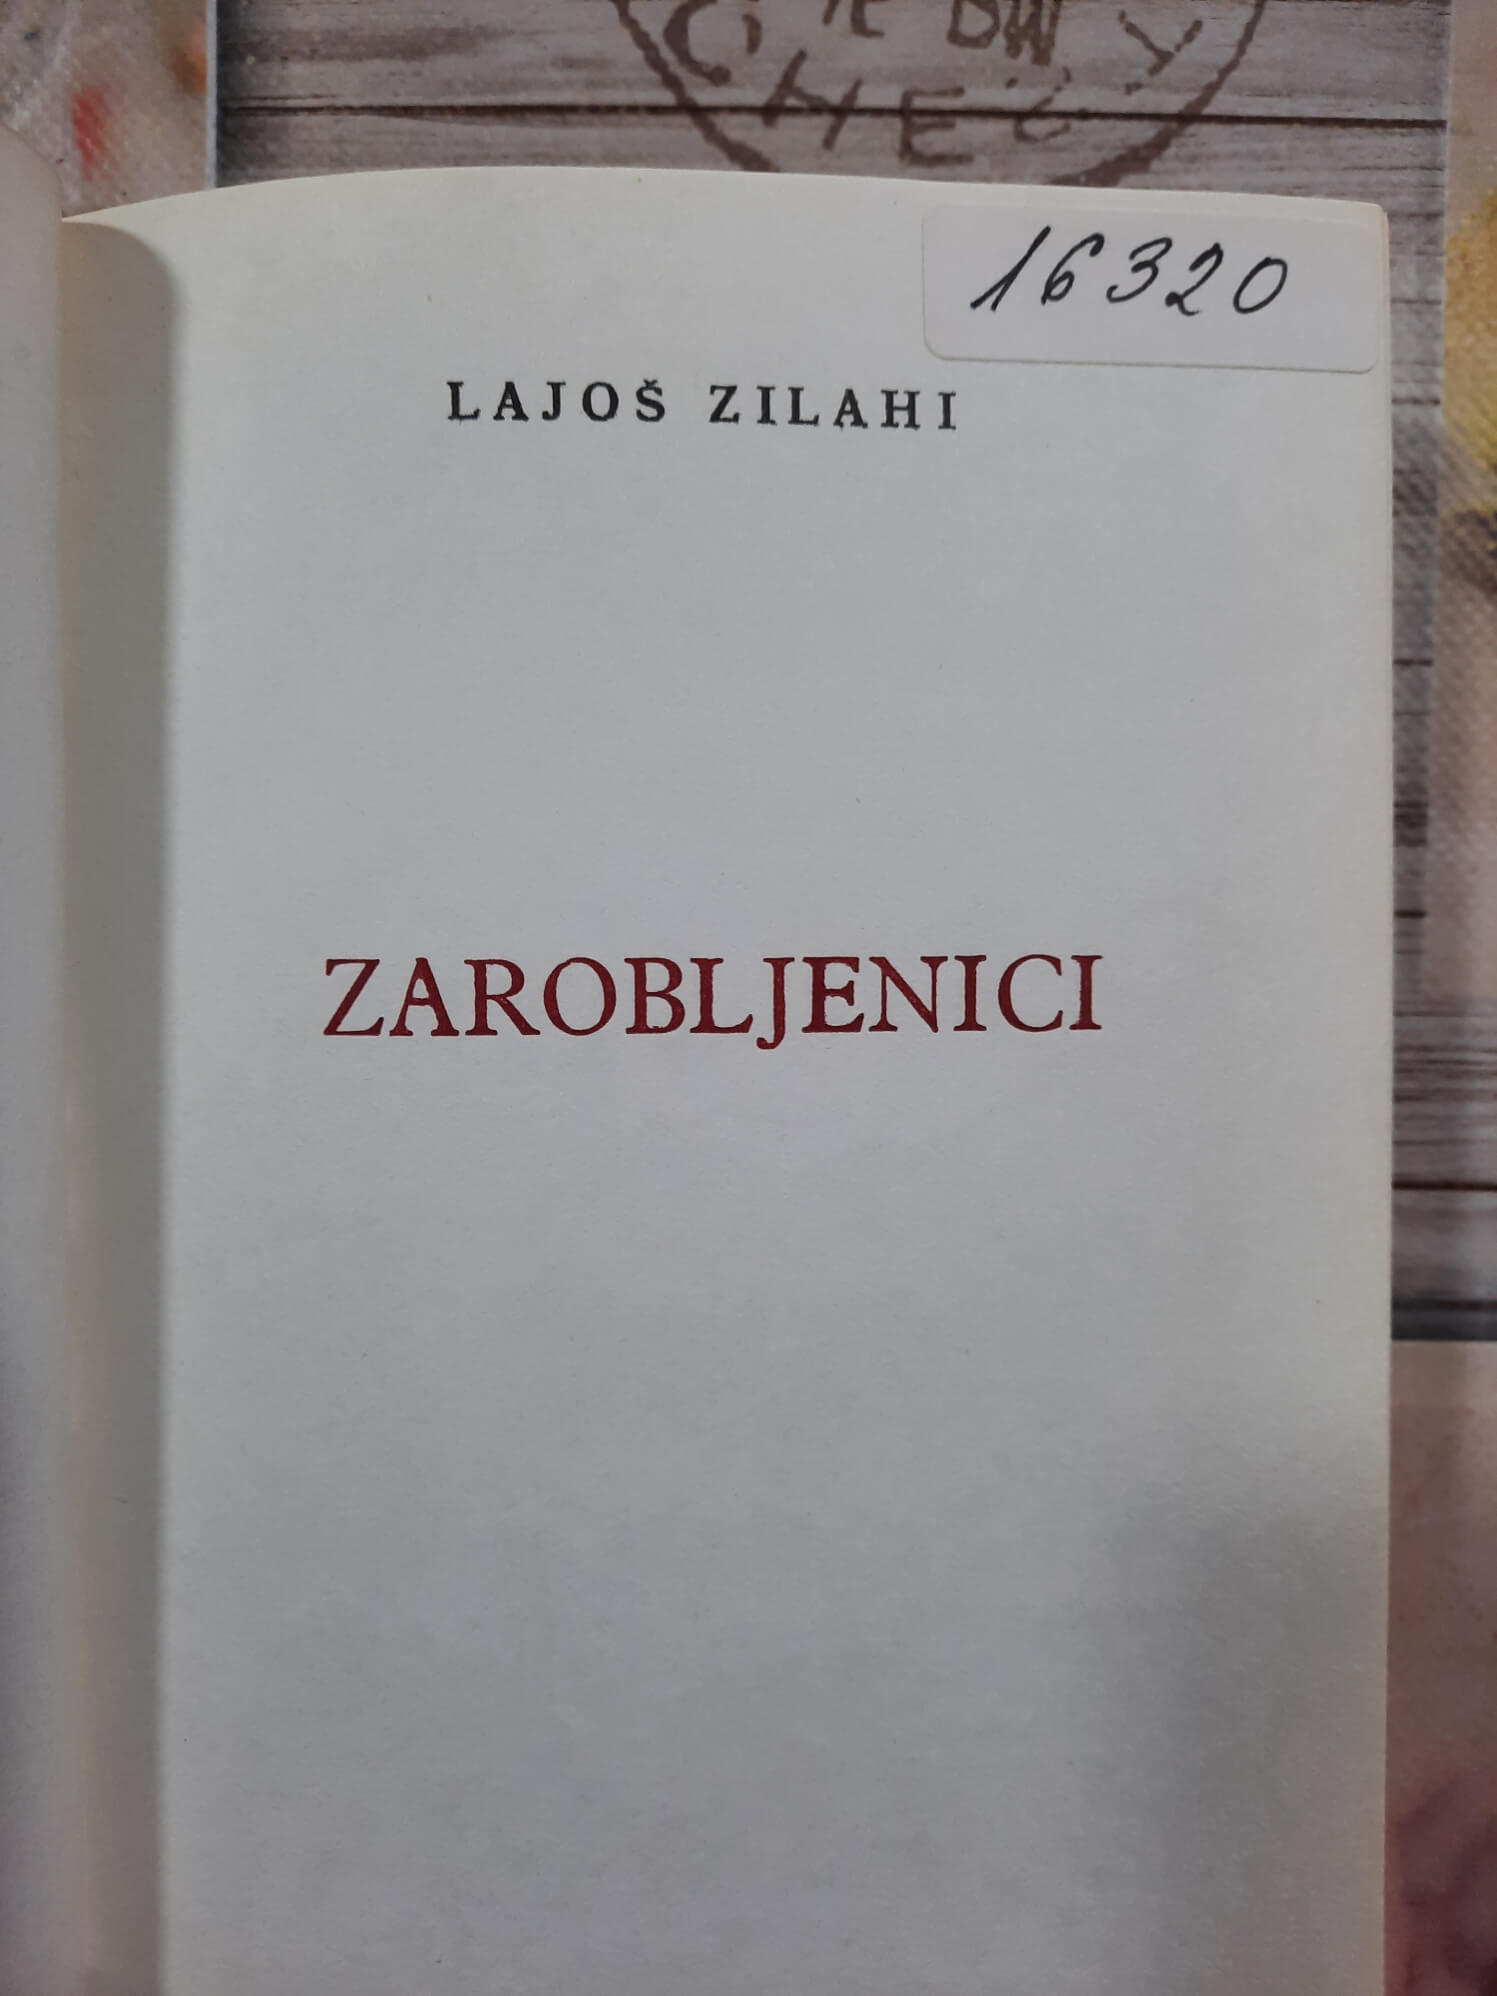 16320
LAJOŠ ZILAHI
ZAROBLJENICI